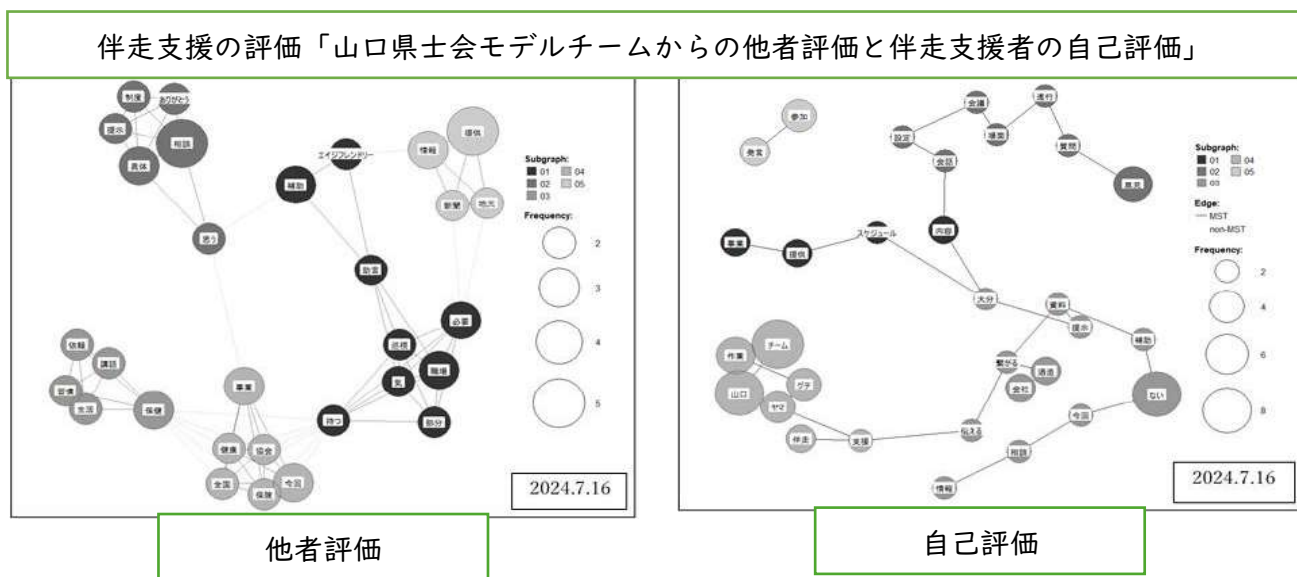 伴走支援の評価「山口県士会モデルチームからの他者評価と伴走支援者の自己評価」
制度
ありがとう
提示
相談
具体
思う
エイジフレンドリー
補助
情報
提供
新聞
地元
助言
必要
巡視
職場
気
持つ
部分
依頼
講話
習慣
生活
保健
事業
健康
協会
全国
保険
今回
Subgraph:
01 04
02 05
03
Frequency:
2
3
4
5
2024.7.16
他者評価
参加
発言
会議
進行
設定
場面
質問
会話
意見
事業
提供
スケジュール
内容
大分
資料
提示
補助
繋がる
会社
ない
チーム
作業
山口
グチ
ヤマ
伴走
支援
伝える
今回
相談
情報
Subgraph:
01 04
02 05
03
Edge:
MST
non-MST
Frequency:
2
4
6
8
2024.7.16
自己評価